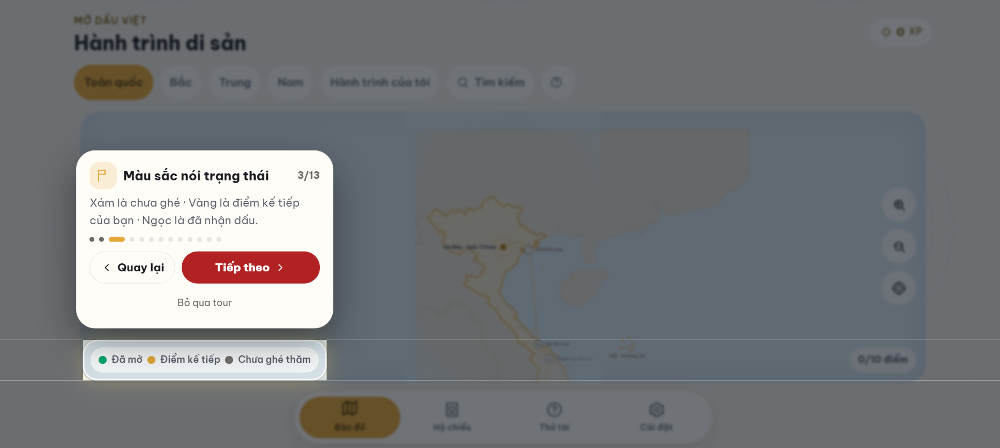 MỞ DẤU VIỆT
Hành trình di sản
0 XP
Toàn quốc
Bắc
Trung
Nam
Hành trình của tôi
Tìm kiếm
Màu sắc nói trạng thái
3/13
Xám là chưa ghé · Vàng là điểm kế tiếp
của bạn · Ngọc là đã nhận dấu.
Quay lại
Tiếp theo
Bỏ qua tour
Đã mở
Điểm kế tiếp
Chưa ghé thăm
0/10 điểm
Bản đồ
Hộ chiếu
Thử tài
Cài đặt